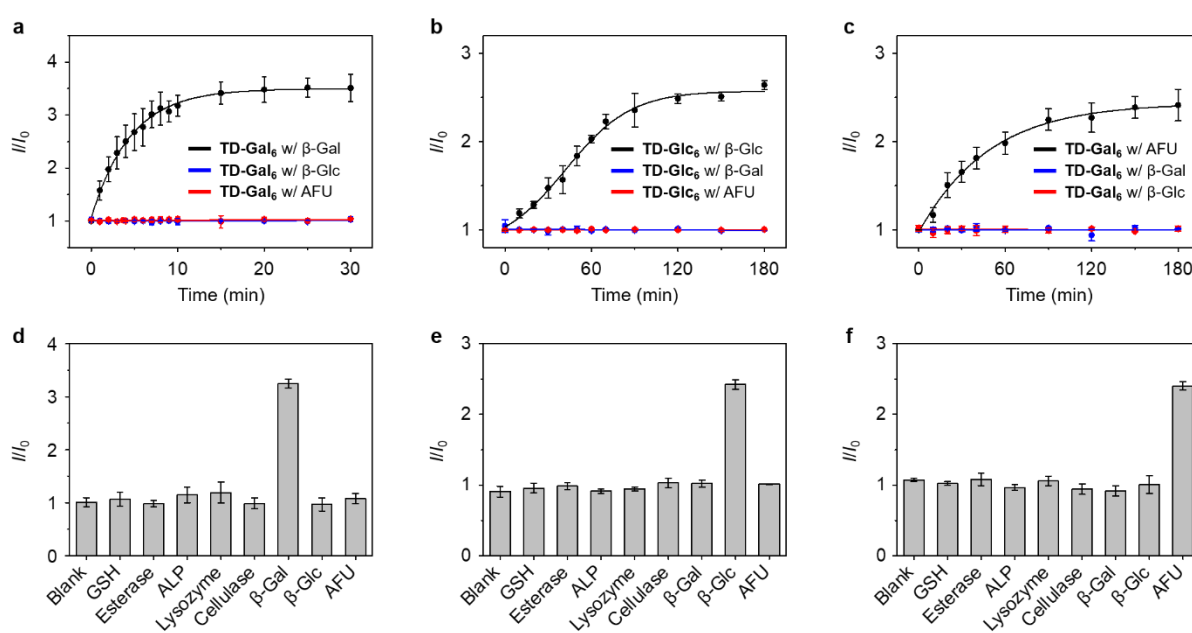 a
4
3
2
1
I/I0
TD-Gal6 w/ β-Gal
TD-Gal6 w/ β-Glc
TD-Gal6 w/ AFU
0
10
20
30
Time (min)
b
3
2
1
I/I0
TD-Glc6 w/ β-Glc
TD-Glc6 w/ β-Gal
TD-Glc6 w/ AFU
0
60
120
180
Time (min)
c
3
2
1
I/I0
TD-Gal6 w/ AFU
TD-Gal6 w/ β-Gal
TD-Gal6 w/ β-Glc
0
60
120
180
Time (min)
d
4
3
2
1
0
I/I0
Blank
GSH
Esterase
ALP
Lysozyme
Cellulase
β-Gal
β-Glc
AFU
e
3
2
1
0
I/I0
Blank
GSH
Esterase
ALP
Lysozyme
Cellulase
β-Gal
β-Glc
AFU
f
3
2
1
0
I/I0
Blank
GSH
Esterase
ALP
Lysozyme
Cellulase
β-Gal
β-Glc
AFU